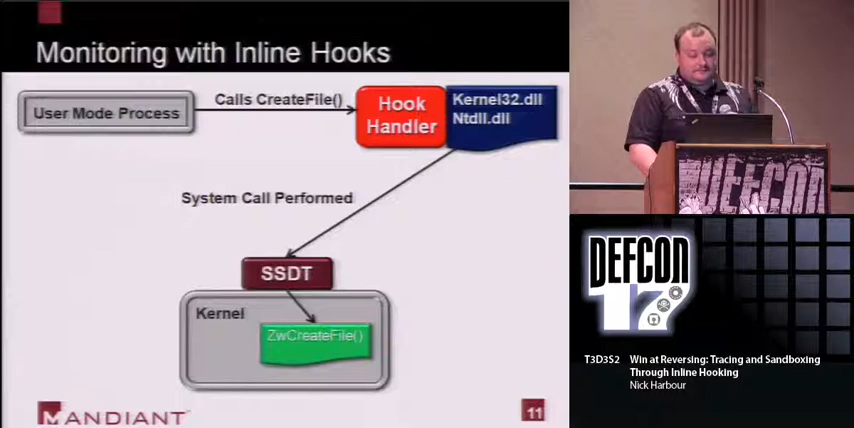 Monitoring with Inline Hooks
User Mode Process
Calls CreateFile()
Hook
Handler
Kernel32.dll
Ntdll.dll
System Call Performed
SSDT
Kernel
ZwCreateFile()
MANDIANT
11
DEFCON
DEFCON
17
T3D3S2 Win at Reversing: Tracing and Sandboxing
Through Inline Hooking
Nick Harbour